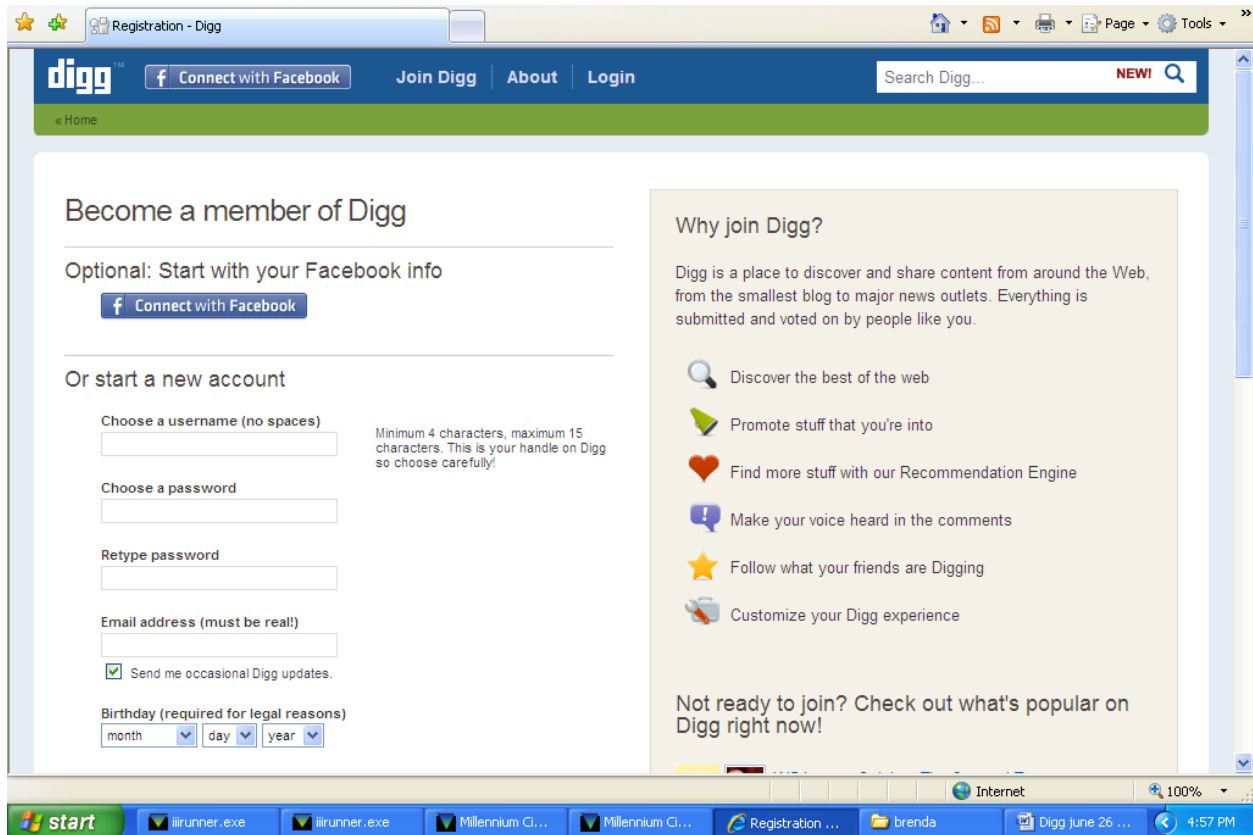 Registration - Digg
Page
Tools
»
digg™
f Connect with Facebook
Join Digg
About
Login
Search Digg...
NEW!
« Home
Become a member of Digg
Optional: Start with your Facebook info
f Connect with Facebook
Or start a new account
Choose a username (no spaces)
Minimum 4 characters, maximum 15
characters. This is your handle on Digg
so choose carefully!
Choose a password
Retype password
Email address (must be real!)
Send me occasional Digg updates.
Birthday (required for legal reasons)
month
day
year
Why join Digg?
Digg is a place to discover and share content from around the Web,
from the smallest blog to major news outlets. Everything is
submitted and voted on by people like you.
Discover the best of the web
Promote stuff that you're into
Find more stuff with our Recommendation Engine
Make your voice heard in the comments
Follow what your friends are Digging
Customize your Digg experience
Not ready to join? Check out what's popular on
Digg right now!
Internet
100%
start
iiirunner.exe
iiirunner.exe
Millennium Ci...
Millennium Ci...
Registration ...
brenda
Digg june 26 ...
4:57 PM